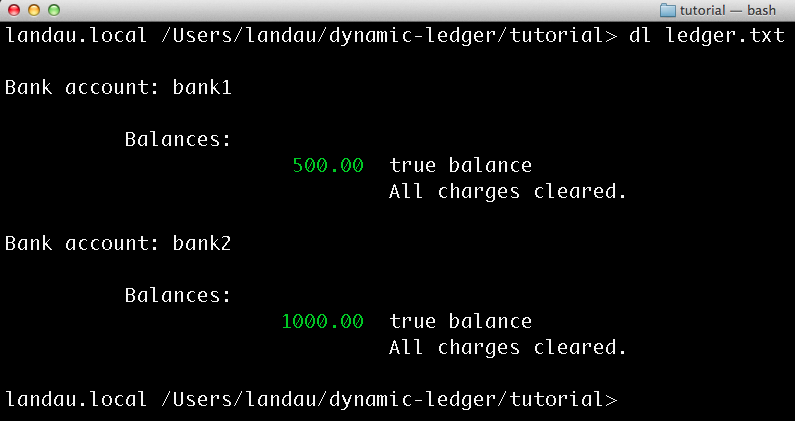 tutorial — bash
landau.local /Users/landau/dynamic-ledger/tutorial> dl ledger.txt
Bank account: bank1
Balances:
500.00 true balance
All charges cleared.
Bank account: bank2
Balances:
1000.00 true balance
All charges cleared.
landau.local /Users/landau/dynamic-ledger/tutorial>